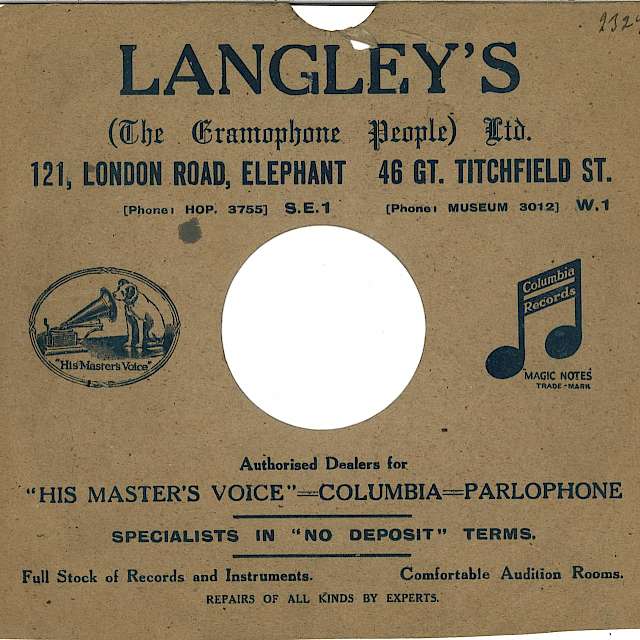 LANGLEY'S
(The Gramophone People) Ltd.
121, LONDON ROAD, ELEPHANT 46 GT. TITCHFIELD ST.
[Phone: HOP. 3755] S.E.1 [Phone: MUSEUM 3012] W.1
Columbia
Records
"His Master's Voice"
MAGIC NOTES
TRADE-MARK
Authorised Dealers for
"HIS MASTER'S VOICE"=COLUMBIA=PARLOPHONE
SPECIALISTS IN "NO DEPOSIT" TERMS.
Full Stock of Records and Instruments. Comfortable Audition Rooms.
REPAIRS OF ALL KINDS BY EXPERTS.